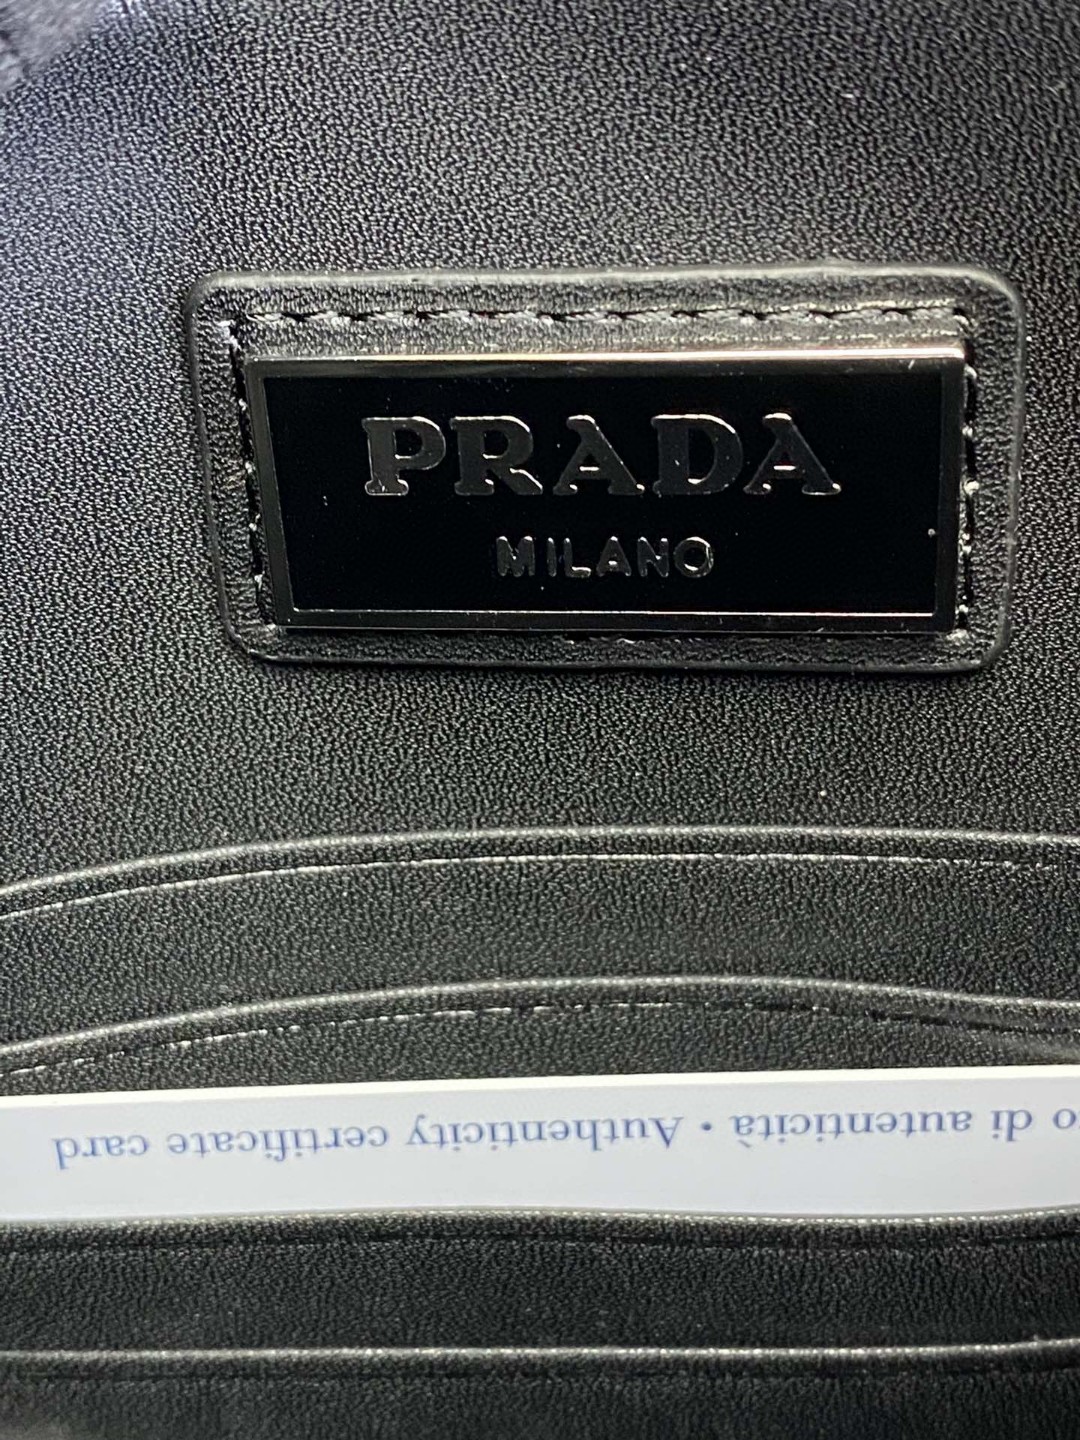 PRADA
MILANO
o di autenticità • Authenticity certificate card